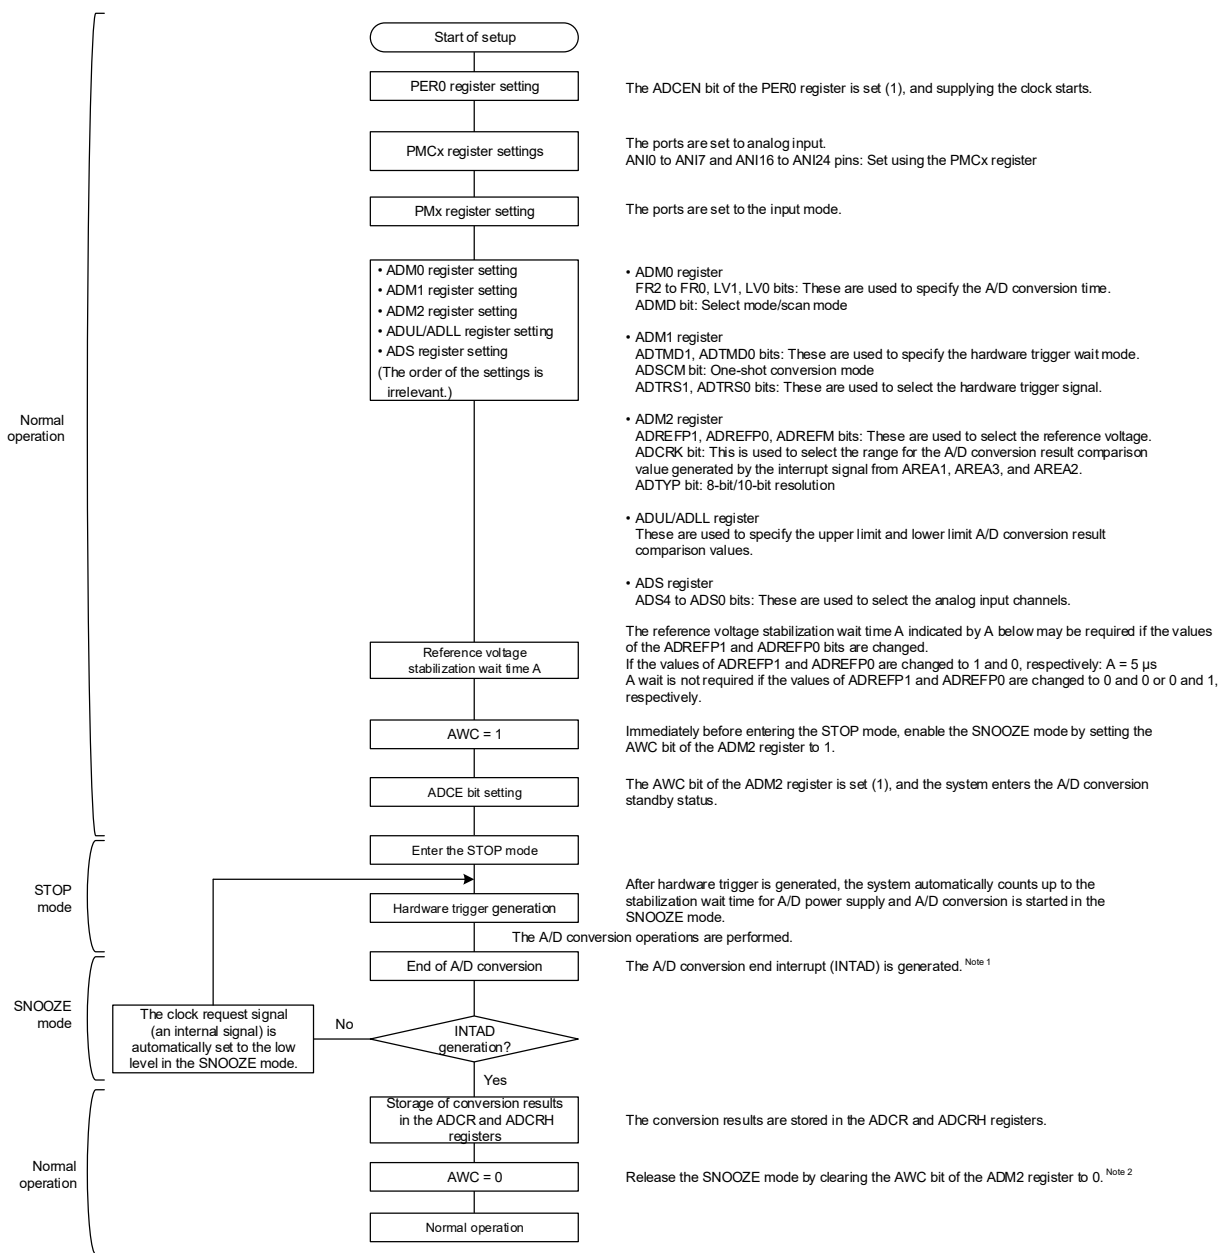 Start of setup
PER0 register setting
The ADCEN bit of the PER0 register is set (1), and supplying the clock starts.
PMCx register settings
The ports are set to analog input.
ANI0 to ANI7 and ANI16 to ANI24 pins: Set using the PMCx register
PMx register setting
The ports are set to the input mode.
• ADM0 register setting
• ADM1 register setting
• ADM2 register setting
• ADUL/ADLL register setting
• ADS register setting
(The order of the settings is
irrelevant.)
• ADM0 register
FR2 to FR0, LV1, LV0 bits: These are used to specify the A/D conversion time.
ADMD bit: Select mode/scan mode
• ADM1 register
ADTMD1, ADTMD0 bits: These are used to specify the hardware trigger wait mode.
ADSCM bit: One-shot conversion mode
ADTRS1, ADTRS0 bits: These are used to select the hardware trigger signal.
• ADM2 register
ADREFP1, ADREFP0, ADREFM bits: These are used to select the reference voltage.
ADCRK bit: This is used to select the range for the A/D conversion result comparison
value generated by the interrupt signal from AREA1, AREA3, and AREA2.
ADTYP bit: 8-bit/10-bit resolution
• ADUL/ADLL register
These are used to specify the upper limit and lower limit A/D conversion result
comparison values.
• ADS register
ADS4 to ADS0 bits: These are used to select the analog input channels.
Normal
operation
Reference voltage
stabilization wait time A
The reference voltage stabilization wait time A indicated by A below may be required if the values
of the ADREFP1 and ADREFP0 bits are changed.
If the values of ADREFP1 and ADREFP0 are changed to 1 and 0, respectively: A = 5 µs
A wait is not required if the values of ADREFP1 and ADREFP0 are changed to 0 and 0 or 0 and 1,
respectively.
AWC = 1
Immediately before entering the STOP mode, enable the SNOOZE mode by setting the
AWC bit of the ADM2 register to 1.
ADCE bit setting
The AWC bit of the ADM2 register is set (1), and the system enters the A/D conversion
standby status.
Enter the STOP mode
STOP
mode
Hardware trigger generation
After hardware trigger is generated, the system automatically counts up to the
stabilization wait time for A/D power supply and A/D conversion is started in the
SNOOZE mode.
The A/D conversion operations are performed.
End of A/D conversion
The A/D conversion end interrupt (INTAD) is generated. Note 1
SNOOZE
mode
The clock request signal
(an internal signal) is
automatically set to the low
level in the SNOOZE mode.
No
INTAD
generation?
Yes
Storage of conversion results
in the ADCR and ADCRH
registers
The conversion results are stored in the ADCR and ADCRH registers.
Normal
operation
AWC = 0
Release the SNOOZE mode by clearing the AWC bit of the ADM2 register to 0. Note 2
Normal operation